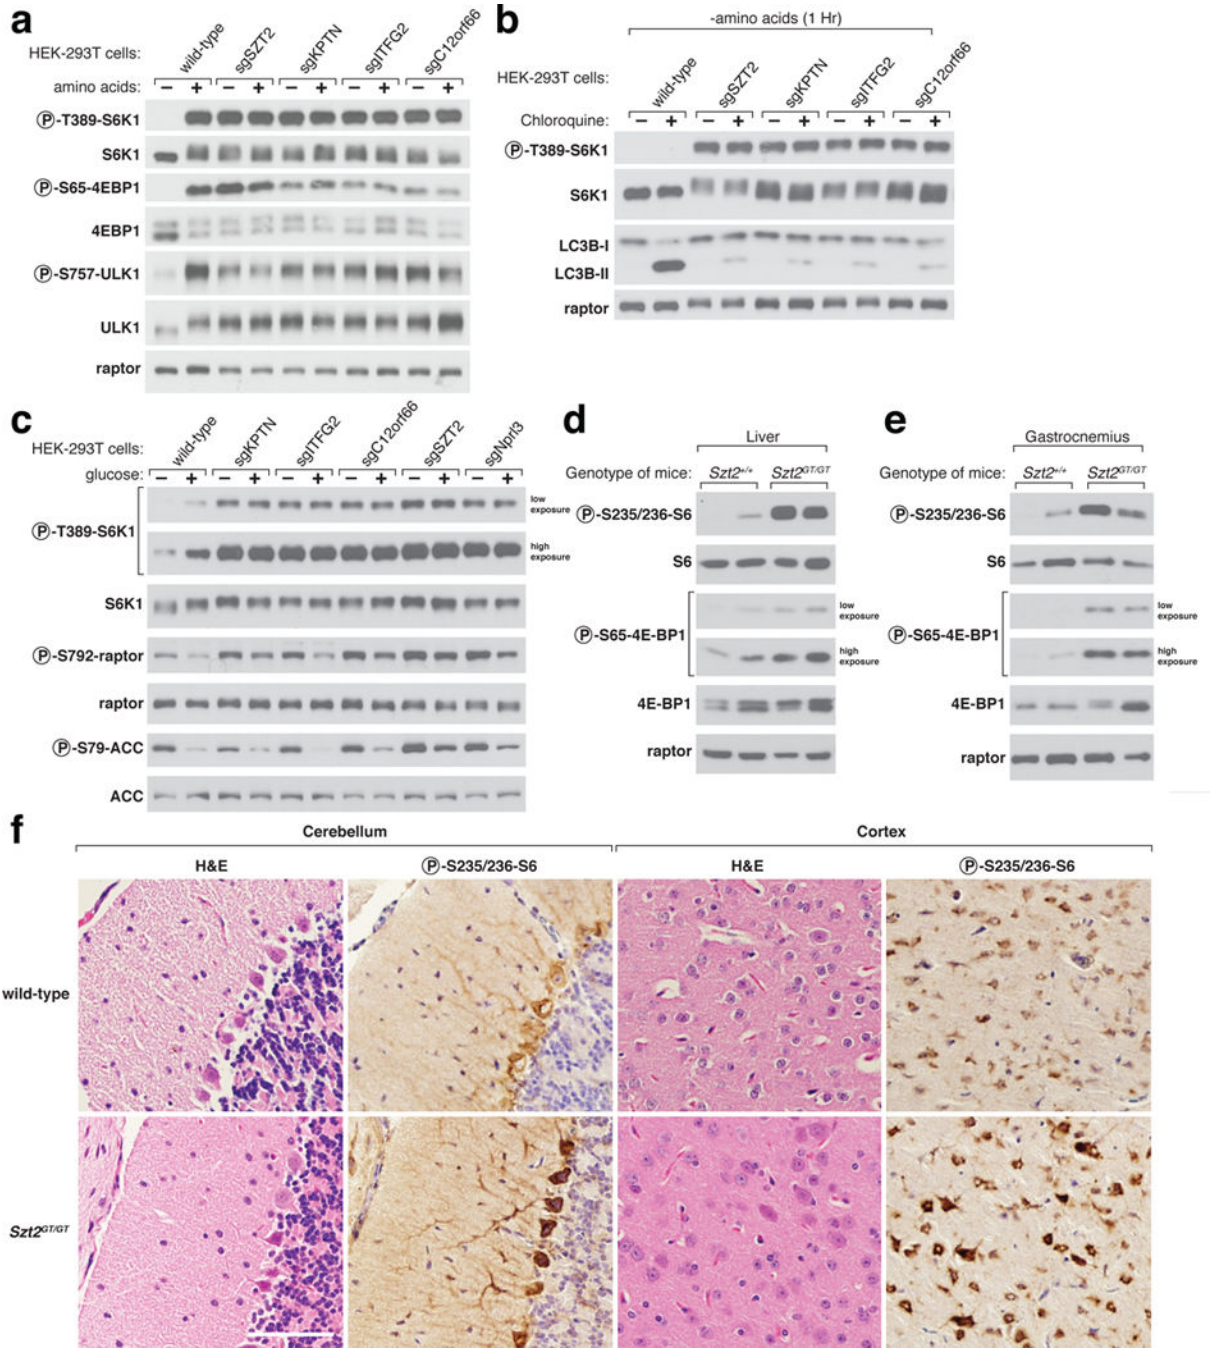 a
HEK-293T cells: wild-type sgSZT2 sgKPTN sgITFG2 sgC12orf66
amino acids: − + − + − + − + − +
Ⓟ-T389-S6K1
S6K1
Ⓟ-S65-4EBP1
4EBP1
Ⓟ-S757-ULK1
ULK1
raptor
b
-amino acids (1 Hr)
HEK-293T cells: wild-type sgSZT2 sgKPTN sgITFG2 sgC12orf66
Chloroquine: − + − + − + − + − +
Ⓟ-T389-S6K1
S6K1
LC3B-I
LC3B-II
raptor
c
HEK-293T cells: wild-type sgKPTN sgITFG2 sgC12orf66 sgSZT2 sgNprl3
glucose: − + − + − + − + − + − +
Ⓟ-T389-S6K1
low exposure
high exposure
S6K1
Ⓟ-S792-raptor
raptor
Ⓟ-S79-ACC
ACC
d
Liver
Genotype of mice: Szt2+/+ Szt2GT/GT
Ⓟ-S235/236-S6
S6
Ⓟ-S65-4E-BP1
low exposure
high exposure
4E-BP1
raptor
e
Gastrocnemius
Genotype of mice: Szt2+/+ Szt2GT/GT
Ⓟ-S235/236-S6
S6
Ⓟ-S65-4E-BP1
low exposure
high exposure
4E-BP1
raptor
f
Cerebellum Cortex
H&E Ⓟ-S235/236-S6 H&E Ⓟ-S235/236-S6
wild-type
Szt2GT/GT